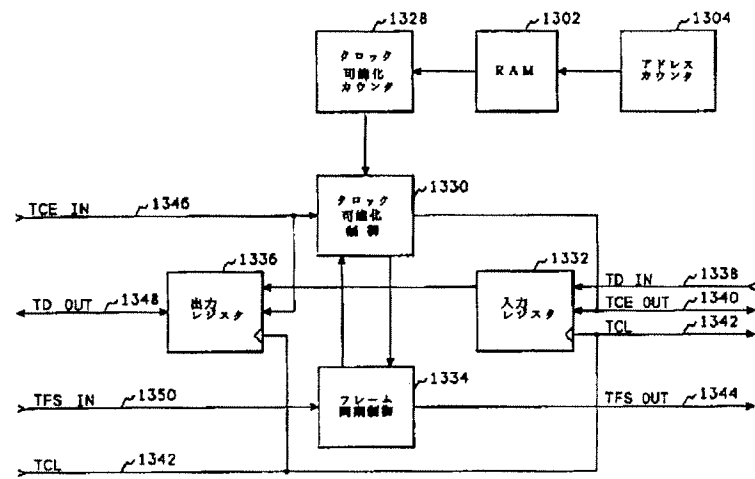 1328
1302
1304
クロック
可能化
カウンタ
RAM
アドレス
カウンタ
1330
クロック
可能化
制 御
TCE IN
1346
1336
出力
レジスタ
1332
入力
レジスタ
TD IN
1338
TCE OUT
1340
TCL
1342
TD OUT
1348
1334
フレーム
同期制御
TFS IN
1350
TFS OUT
1344
TCL
1342